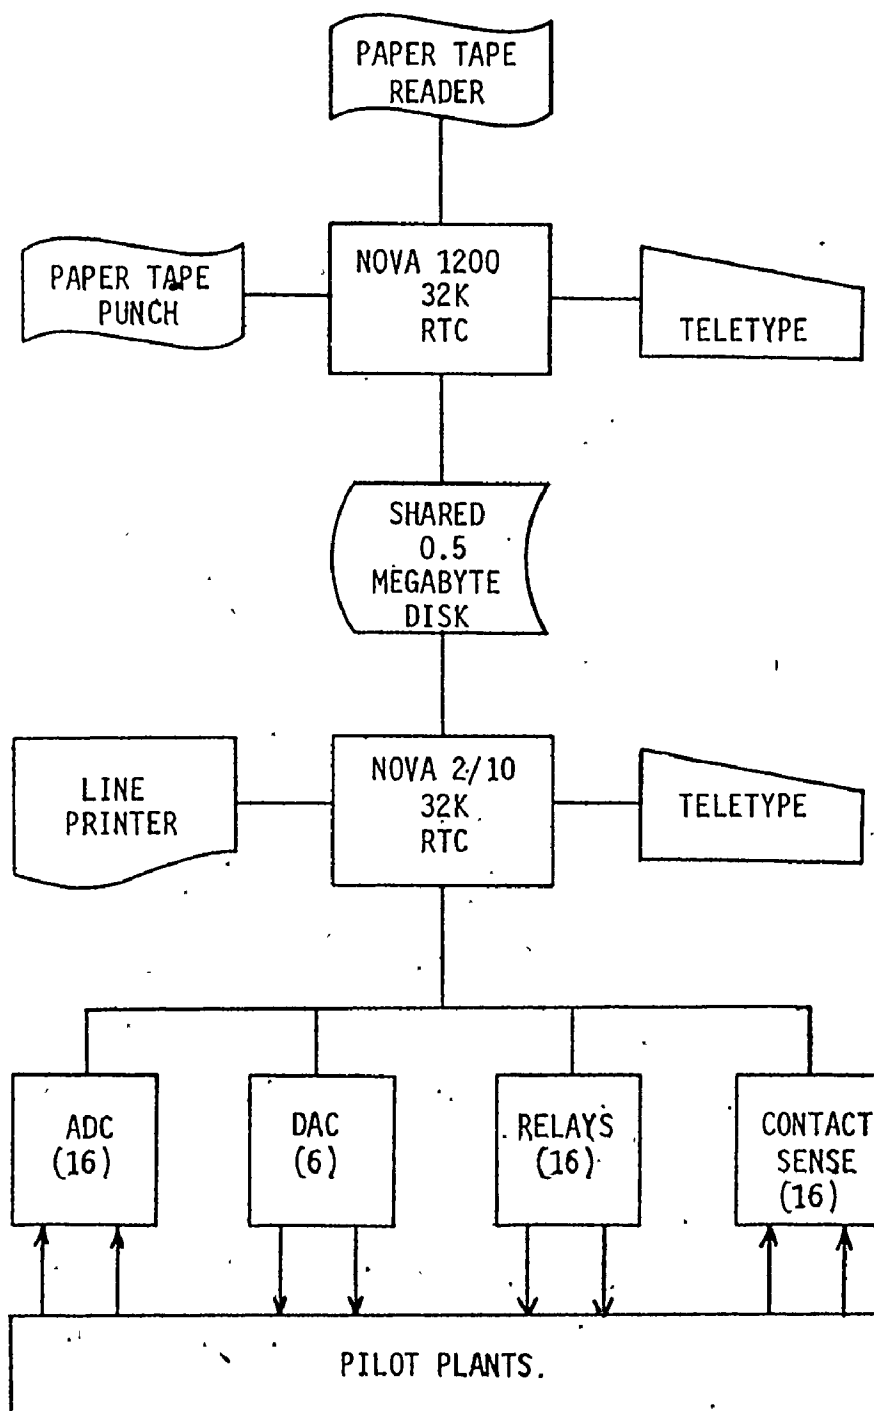 PAPER TAPE
READER
PAPER TAPE
PUNCH
NOVA 1200
32K
RTC
TELETYPE
SHARED
0.5
MEGABYTE
DISK
LINE
PRINTER
NOVA 2/10
32K
RTC
TELETYPE
ADC
(16)
DAC
(6)
RELAYS
(16)
CONTACT
SENSE
(16)
PILOT PLANTS.